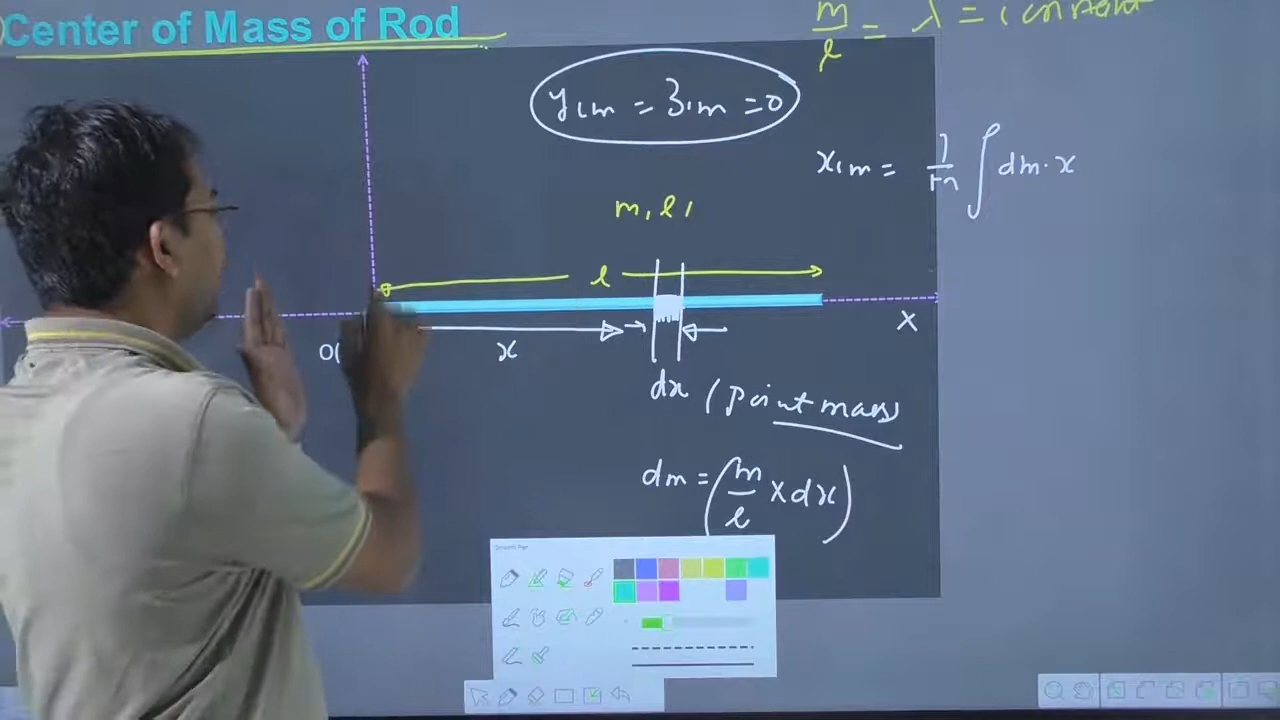 Center of Mass of Rod
m/l = λ = constant
ycm = zcm = 0
xcm = 1/m ∫ dm·x
m, l,
l
x
X
dx (point mass
dm = (m/l × dx)